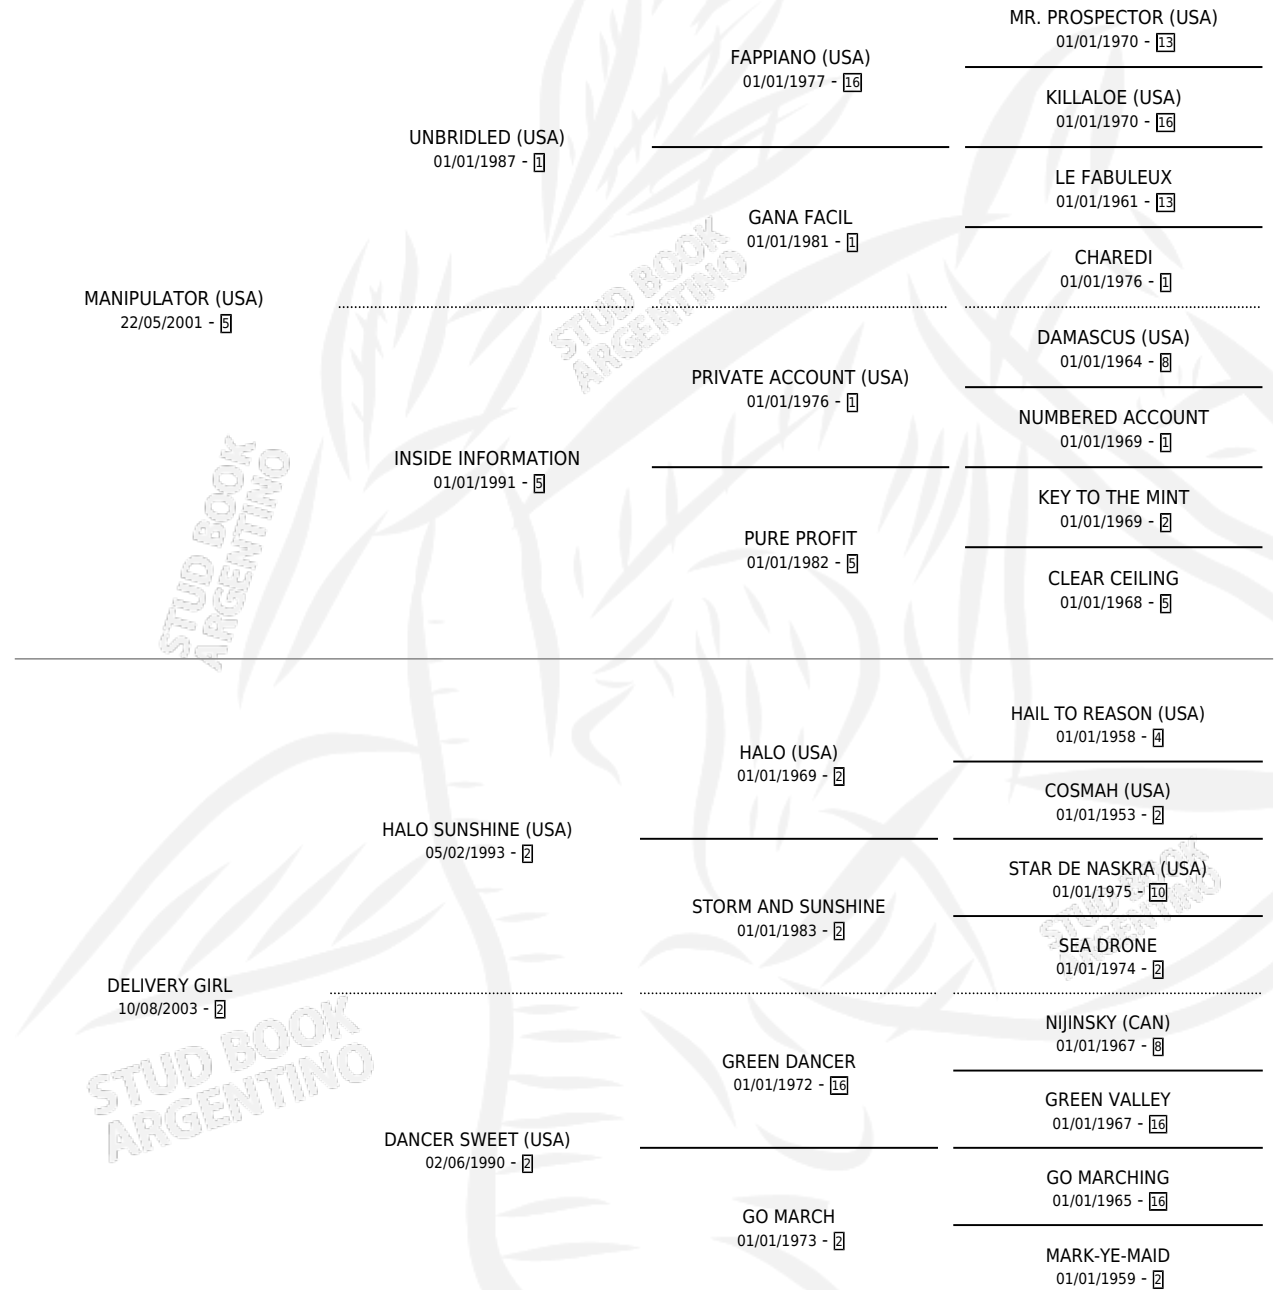 MR. PROSPECTOR (USA)
01/01/1970 - 13
FAPPIANO (USA)
01/01/1977 - 16
KILLALOE (USA)
01/01/1970 - 16
UNBRIDLED (USA)
01/01/1987 - 1
LE FABULEUX
01/01/1961 - 13
GANA FACIL
01/01/1981 - 1
CHAREDI
01/01/1976 - 1
MANIPULATOR (USA)
22/05/2001 - 5
DAMASCUS (USA)
01/01/1964 - 8
PRIVATE ACCOUNT (USA)
01/01/1976 - 1
NUMBERED ACCOUNT
01/01/1969 - 1
INSIDE INFORMATION
01/01/1991 - 5
KEY TO THE MINT
01/01/1969 - 2
PURE PROFIT
01/01/1982 - 5
CLEAR CEILING
01/01/1968 - 5
STUD BOOK
ARGENTINO
STUD BOOK
ARGENTINO
HAIL TO REASON (USA)
01/01/1958 - 4
HALO (USA)
01/01/1969 - 2
COSMAH (USA)
01/01/1953 - 2
HALO SUNSHINE (USA)
05/02/1993 - 2
STAR DE NASKRA (USA)
01/01/1975 - 10
STORM AND SUNSHINE
01/01/1983 - 2
SEA DRONE
01/01/1974 - 2
STUD BOOK
ARGENTINO
DELIVERY GIRL
10/08/2003 - 2
NIJINSKY (CAN)
01/01/1967 - 8
GREEN DANCER
01/01/1972 - 16
GREEN VALLEY
01/01/1967 - 16
DANCER SWEET (USA)
02/06/1990 - 2
GO MARCHING
01/01/1965 - 16
GO MARCH
01/01/1973 - 2
MARK-YE-MAID
01/01/1959 - 2
STUD BOOK
ARGENTINO